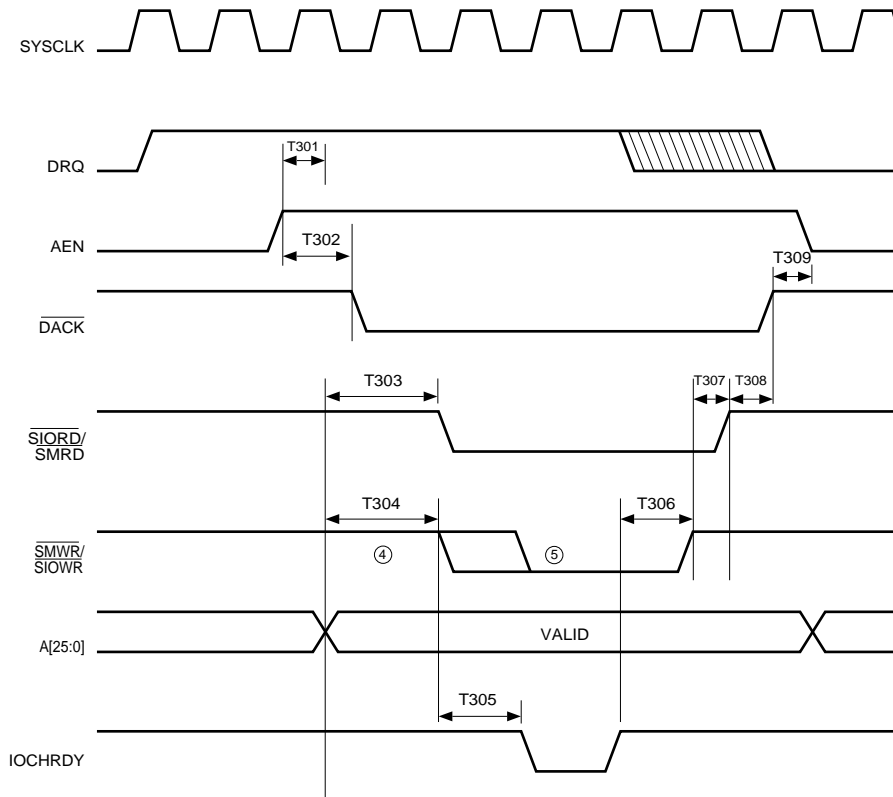 SYSCLK
DRQ
T301
AEN
T302
T309
DACK
T303
T307
T308
SIORD/
SMRD
T304
T306
SMWR/
SIOWR
④
⑤
A[25:0]
VALID
T305
IOCHRDY